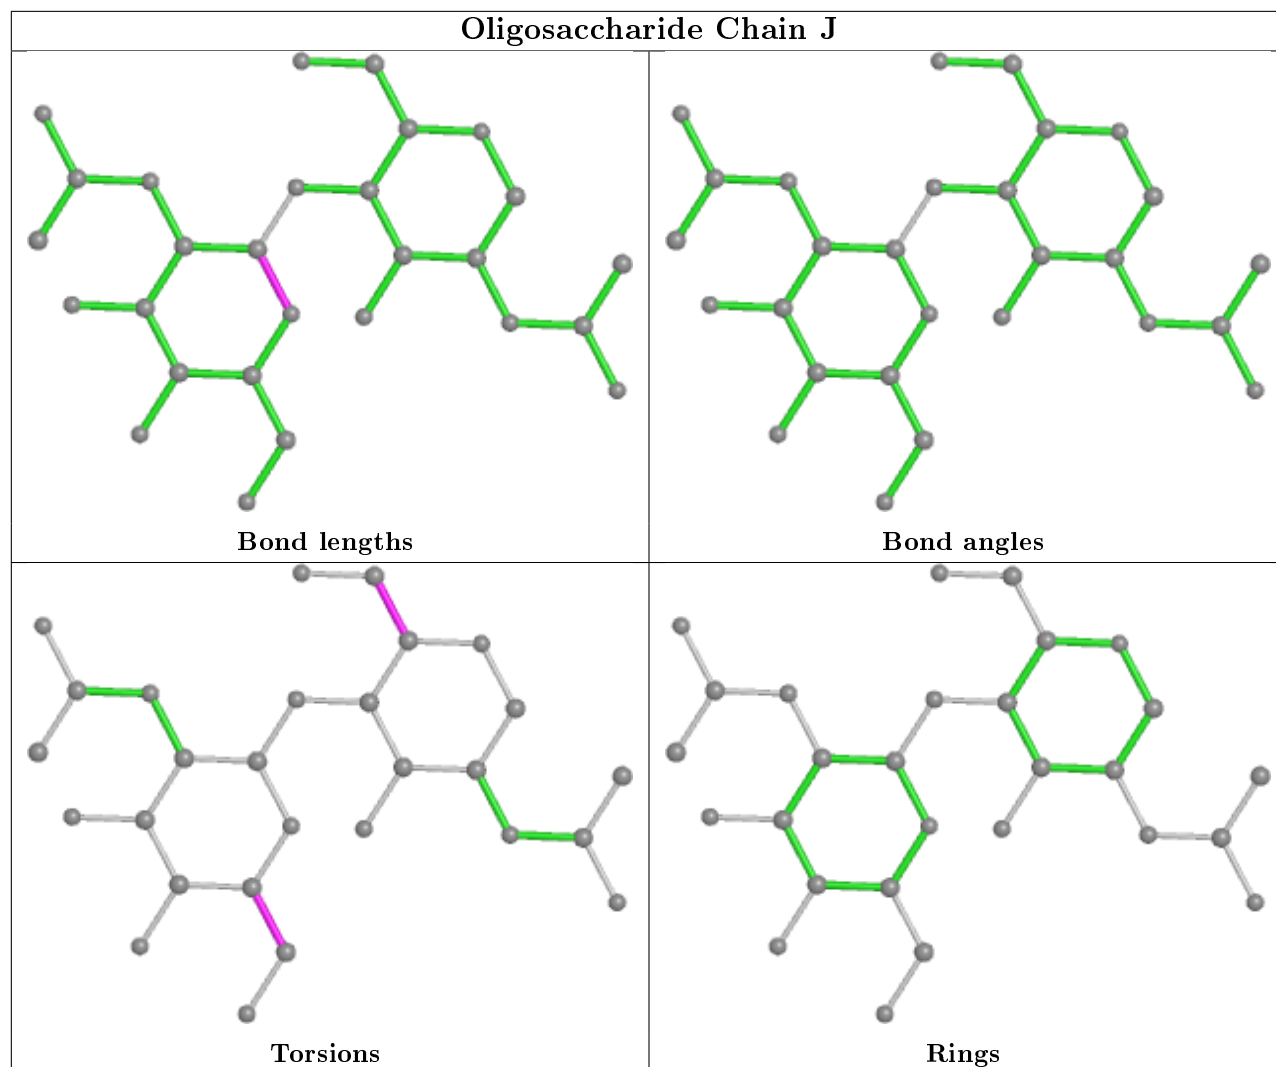 Oligosaccharide Chain J
Bond lengths
Bond angles
Torsions
Rings